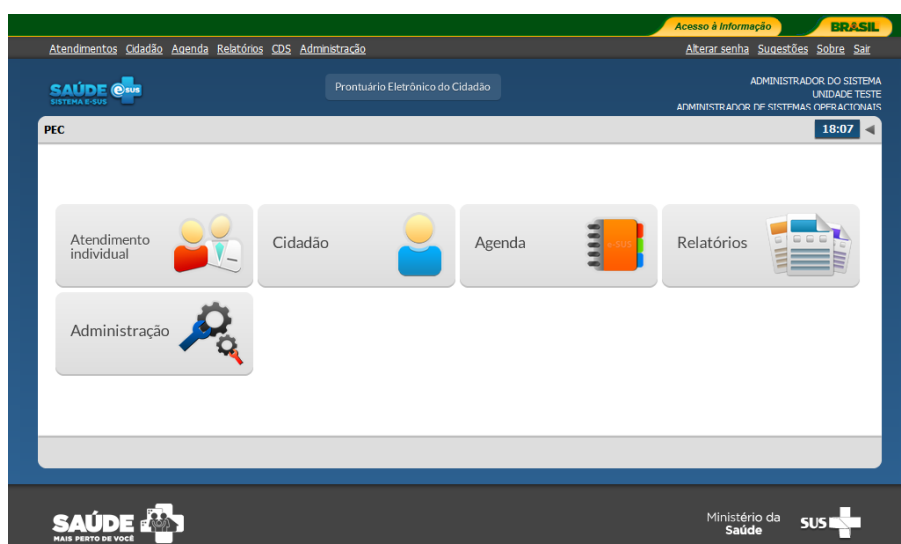 Acesso à Informação BRASIL
Atendimentos Cidadão Agenda Relatórios CDS Administração Alterar senha Sugestões Sobre Sair
SAÚDE e-sus
SISTEMA E-SUS
Prontuário Eletrônico do Cidadão
ADMINISTRADOR DO SISTEMA
UNIDADE TESTE
ADMINISTRADOR DE SISTEMAS OPERACIONAIS
PEC 18:07
Atendimento
individual
Cidadão
Agenda
e-SUS
Relatórios
Administração
SAÚDE
MAIS PERTO DE VOCÊ
Ministério da
Saúde
SUS